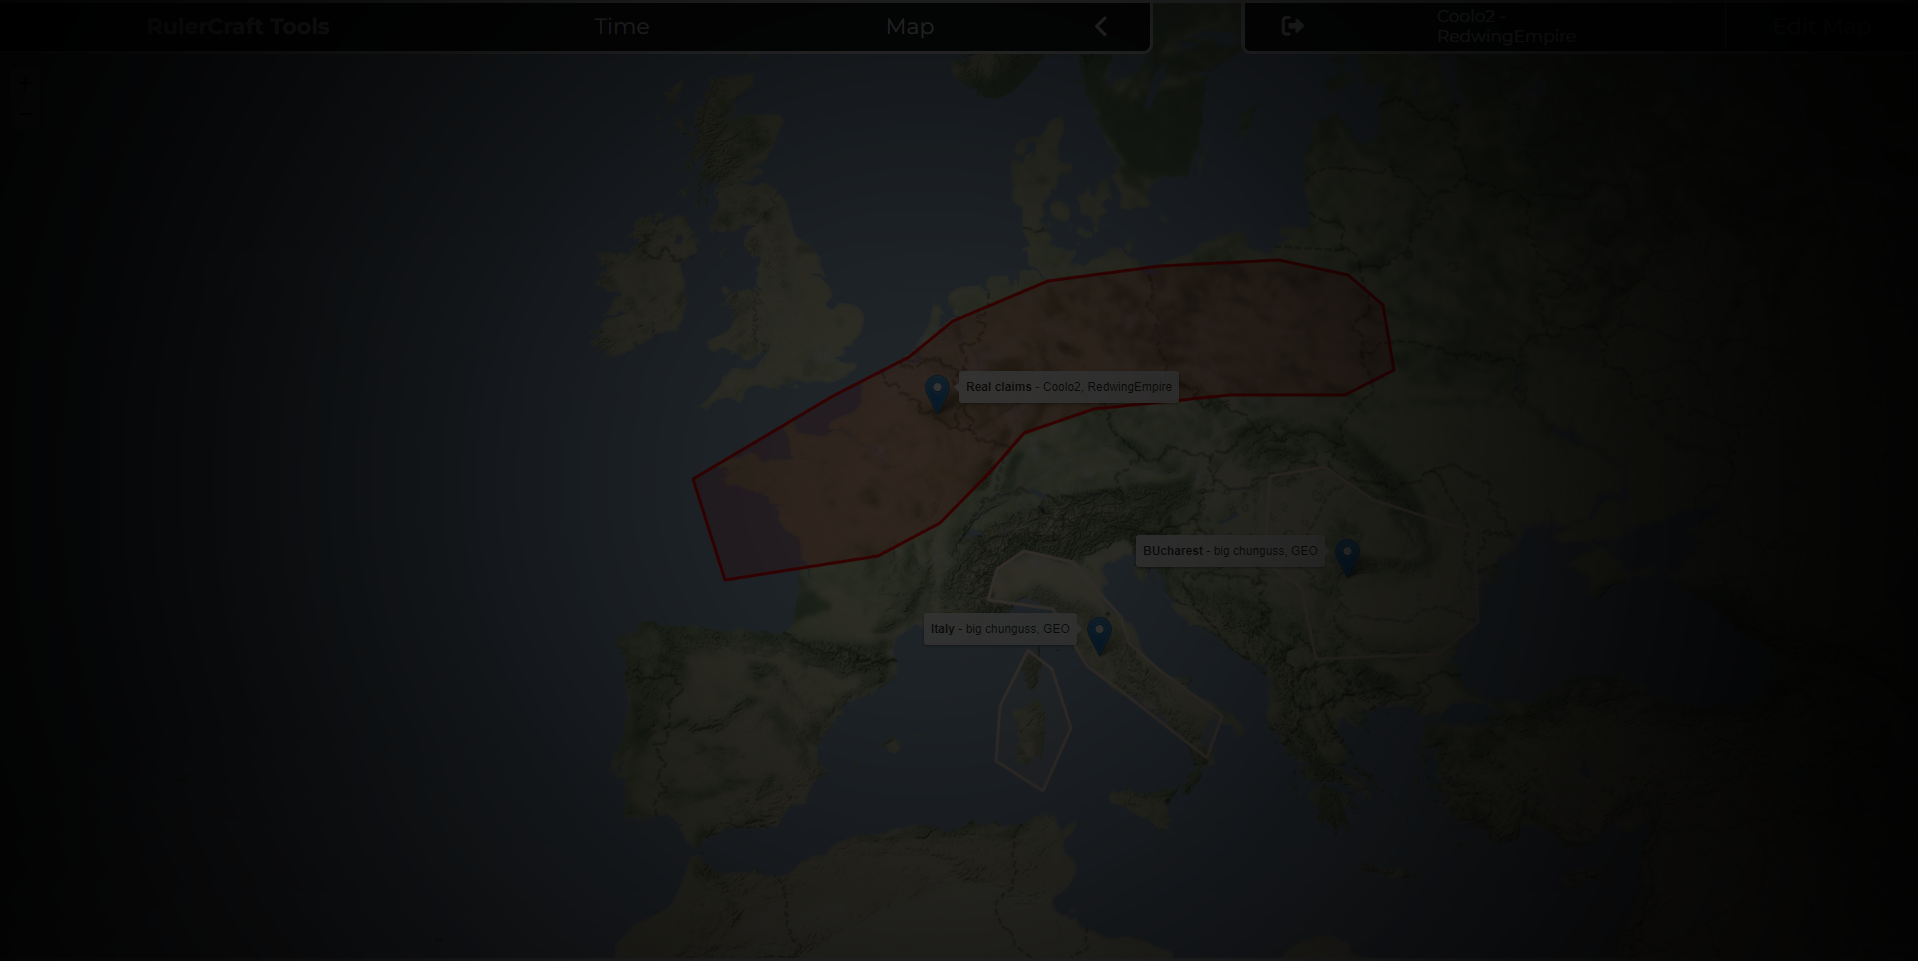 RulerCraft Tools
Time
Map
Coolo2 -
RedwingEmpire
Edit Map
+
−
Real claims - Coolo2, RedwingEmpire
BUcharest - big chunguss, GEO
Italy - big chunguss, GEO